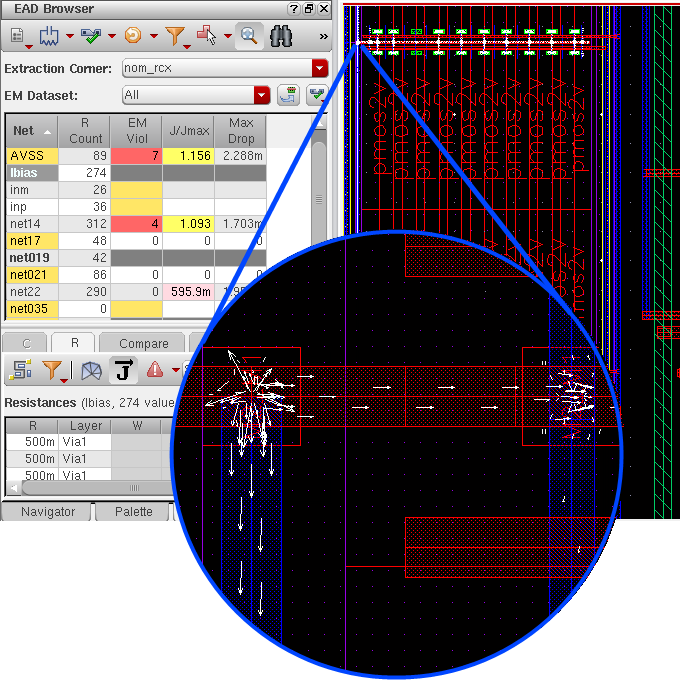 EAD Browser
»
Extraction Corner: nom_rcx
EM Dataset: All
Net R Count EM Viol J/Jmax Max Drop
AVSS 89 7 1.156 2.288m
Ibias 274
inm 26
inp 36
net14 312 4 1.093 1.703m
net17 48 0 0 0
net019 42
net021 86 0 0 0
net22 290 0 595.9m
net035 0
C R Compare
J
Resistances (Ibias, 274 value
R Layer W
500m Via1
500m Via1
500m Via1
Navigator Palette
pmos2v
pmos2v
pmos2v
pmos2v
pmos2v
pmos2v
pmos2v
pmos2v
pmos2v